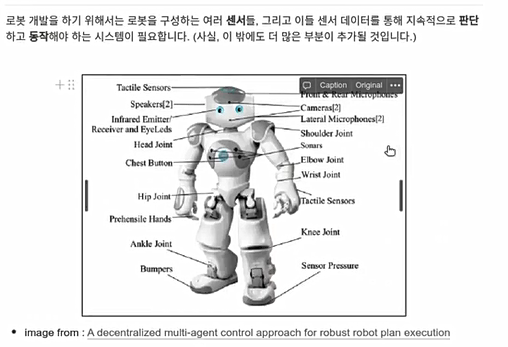 로봇 개발을 하기 위해서는 로봇을 구성하는 여러 센서들, 그리고 이들 센서 데이터를 통해 지속적으로 판단
하고 동작해야 하는 시스템이 필요합니다. (사실, 이 밖에도 더 많은 부분이 추가될 것입니다.)
Caption Original
Tactile Sensors
Front & Rear Microphones
Speakers[2]
Cameras[2]
Infrared Emitter/
Receiver and EyeLeds
Lateral Microphones[2]
Shoulder Joint
Head Joint
Sonars
Chest Button
Elbow Joint
Wrist Joint
Hip Joint
Tactile Sensors
Prehensile Hands
Knee Joint
Ankle Joint
Bumpers
Sensor Pressure
image from : A decentralized multi-agent control approach for robust robot plan execution